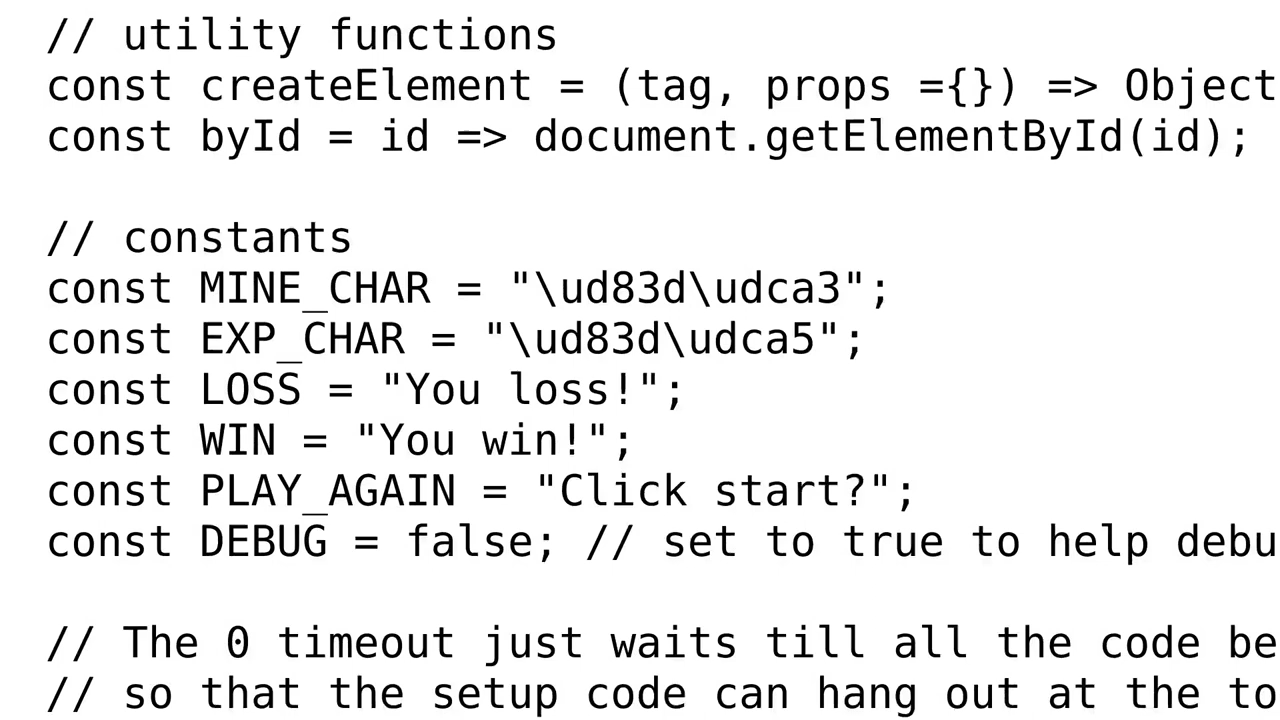 // utility functions
const createElement = (tag, props ={}) => Object
const byId = id => document.getElementById(id);
// constants
const MINE_CHAR = "\ud83d\udca3";
const EXP_CHAR = "\ud83d\udca5";
const LOSS = "You loss!";
const WIN = "You win!";
const PLAY_AGAIN = "Click start?";
const DEBUG = false; // set to true to help debu
// The 0 timeout just waits till all the code be
// so that the setup code can hang out at the to